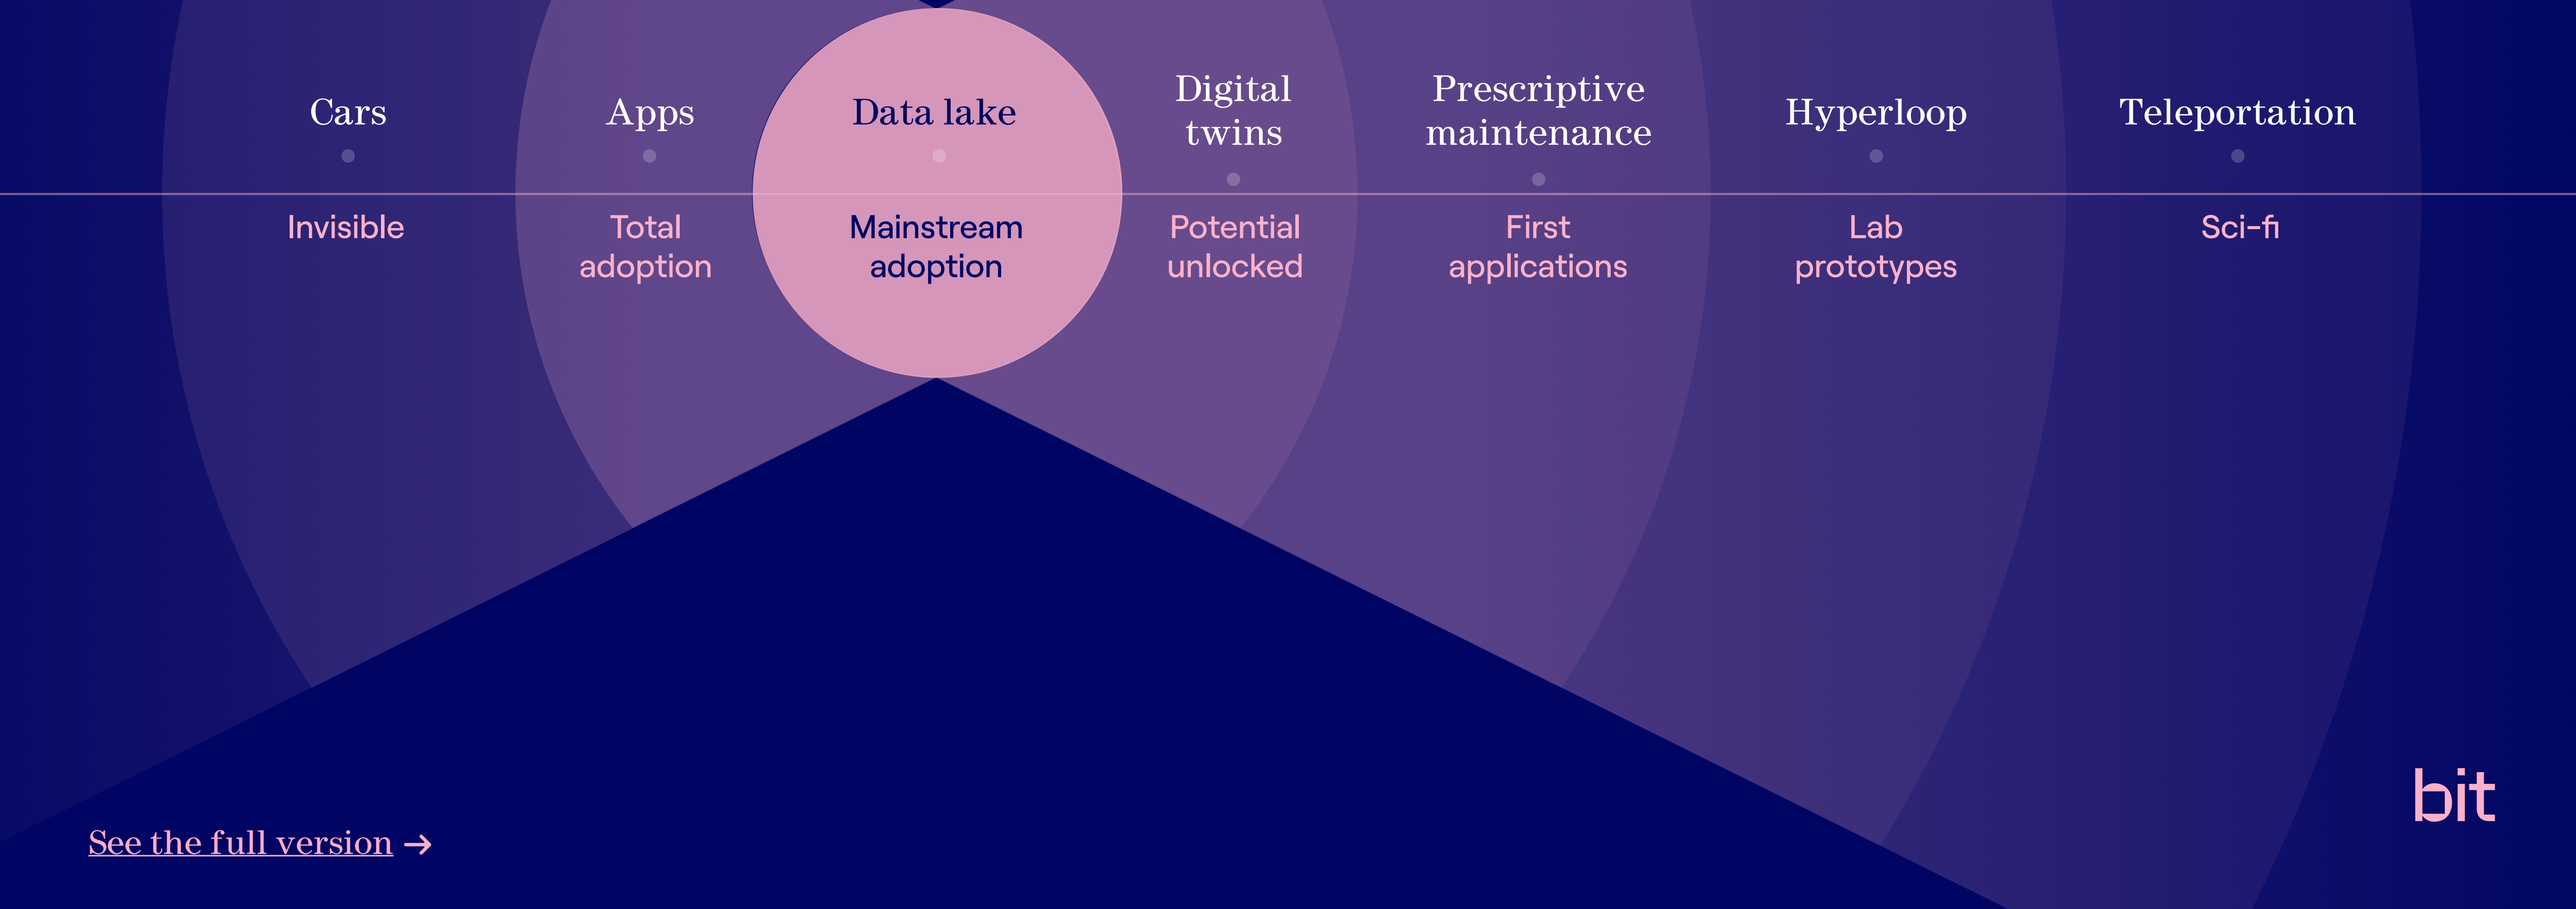 Cars
Apps
Data lake
Digital
twins
Prescriptive
maintenance
Hyperloop
Teleportation
Invisible
Total
adoption
Mainstream
adoption
Potential
unlocked
First
applications
Lab
prototypes
Sci-fi
See the full version →
bit